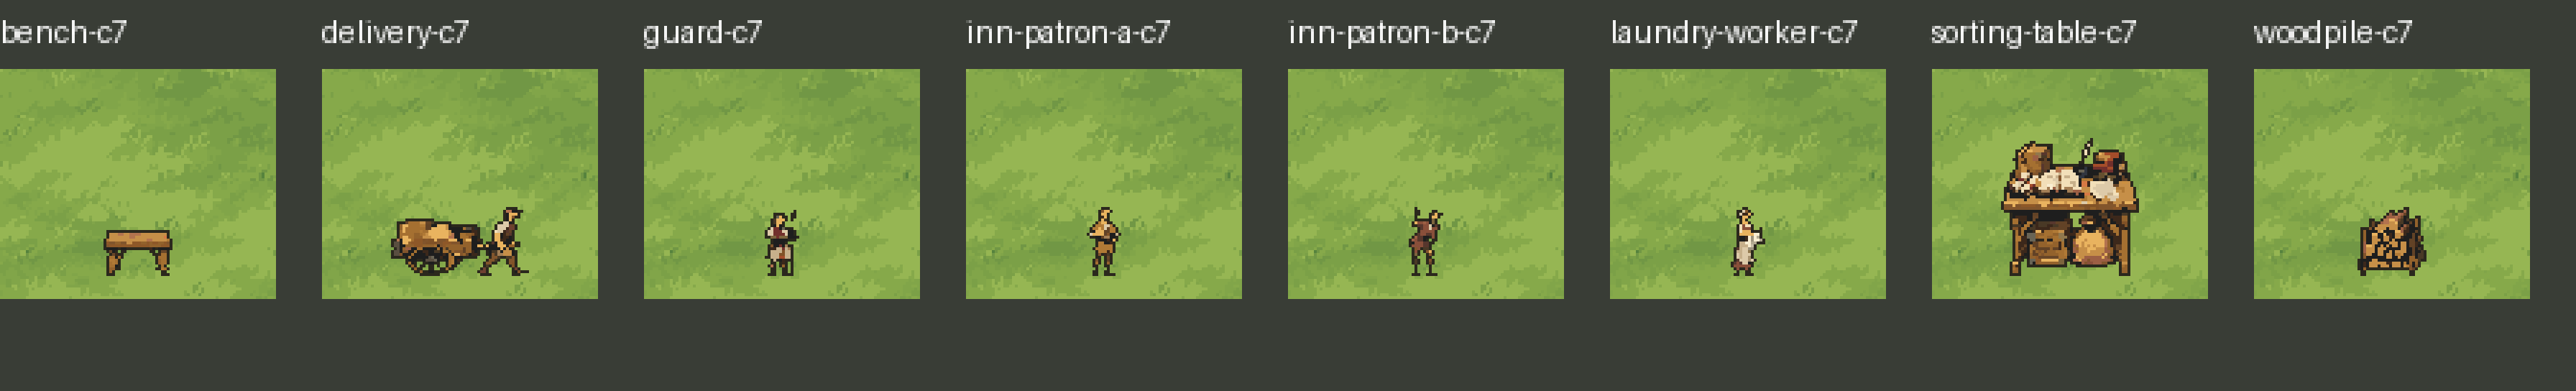 bench-c7
delivery-c7
guard-c7
inn-patron-a-c7
inn-patron-b-c7
laundry-worker-c7
sorting-table-c7
woodpile-c7